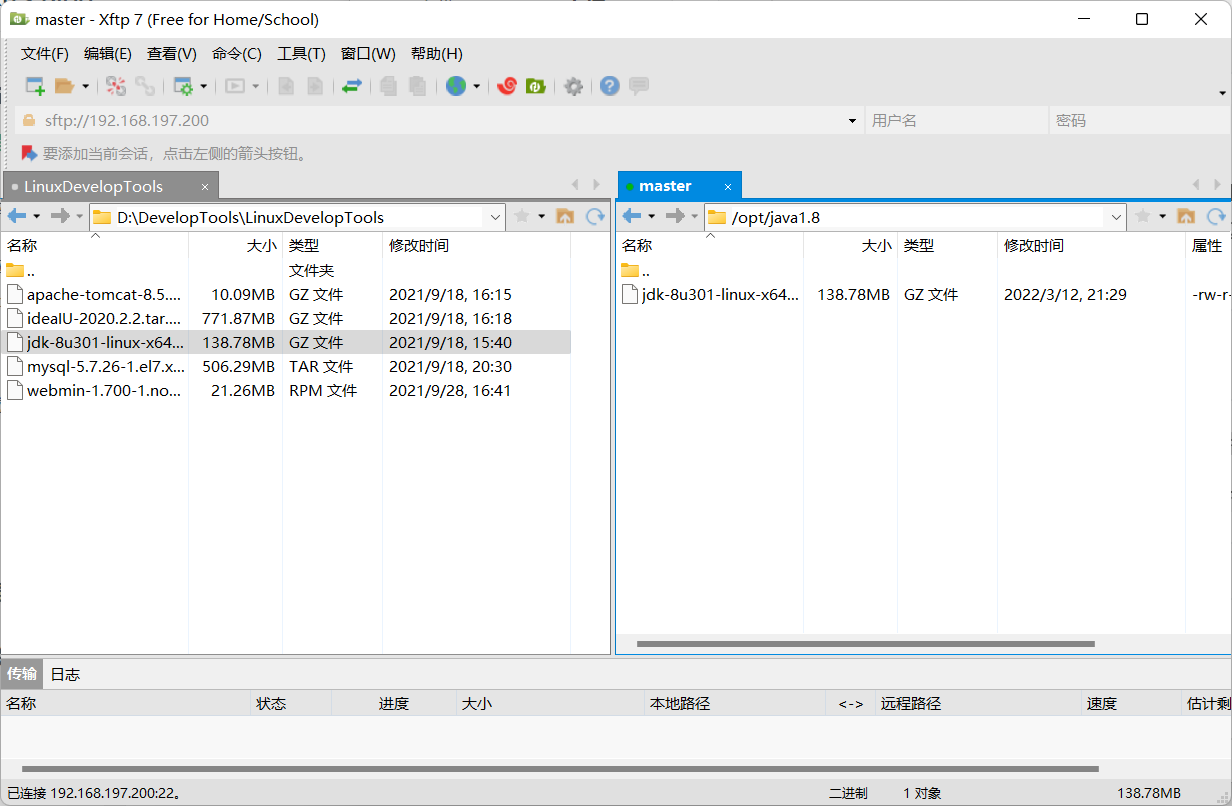 master - Xftp 7 (Free for Home/School)
文件(F) 编辑(E) 查看(V) 命令(C) 工具(T) 窗口(W) 帮助(H)
sftp://192.168.197.200 用户名 密码
要添加当前会话，点击左侧的箭头按钮。
LinuxDevelopTools × master ×
D:\DevelopTools\LinuxDevelopTools /opt/java1.8
名称 大小 类型 修改时间 名称 大小 类型 修改时间 属性
.. 文件夹 ..
apache-tomcat-8.5.... 10.09MB GZ 文件 2021/9/18, 16:15 jdk-8u301-linux-x64... 138.78MB GZ 文件 2022/3/12, 21:29 -rw-r-
ideaIU-2020.2.2.tar.... 771.87MB GZ 文件 2021/9/18, 16:18
jdk-8u301-linux-x64... 138.78MB GZ 文件 2021/9/18, 15:40
mysql-5.7.26-1.el7.x... 506.29MB TAR 文件 2021/9/18, 20:30
webmin-1.700-1.no... 21.26MB RPM 文件 2021/9/28, 16:41
传输 日志
名称 状态 进度 大小 本地路径 <-> 远程路径 速度 估计剩
已连接 192.168.197.200:22。 二进制 1 对象 138.78MB